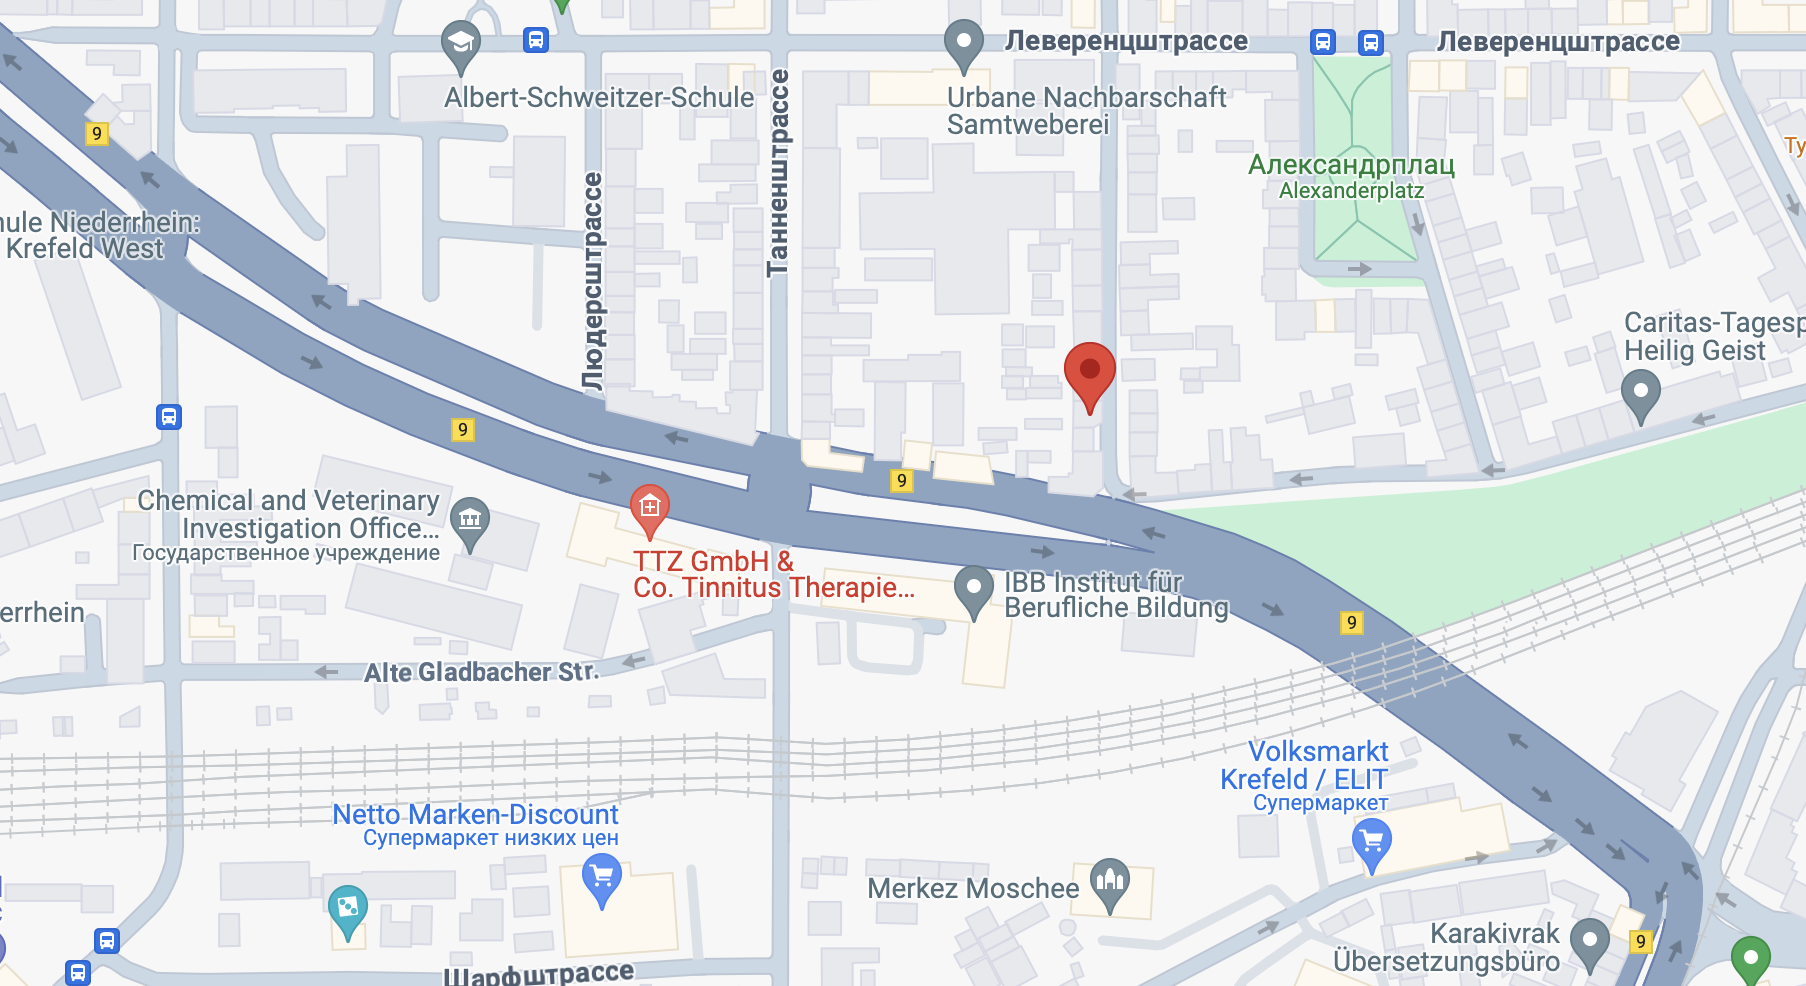 Леверенцштрассе
Леверенцштрассе
Albert-Schweitzer-Schule
Urbane Nachbarschaft
Samtweberei
9
Людерсштрассе
Танненштрассе
Александрплац
Alexanderplatz
Ту
hule Niederrhein:
Krefeld West
Caritas-Tagesp
Heilig Geist
9
9
Chemical and Veterinary
Investigation Office...
Государственное учреждение
TTZ GmbH &
Co. Tinnitus Therapie...
IBB Institut für
Berufliche Bildung
9
errhein
Alte Gladbacher Str.
Volksmarkt
Krefeld / ELIT
Супермаркет
Netto Marken-Discount
Супермаркет низких цен
Merkez Moschee
Karakivrak
Übersetzungsbüro
9
Шарфштрассе